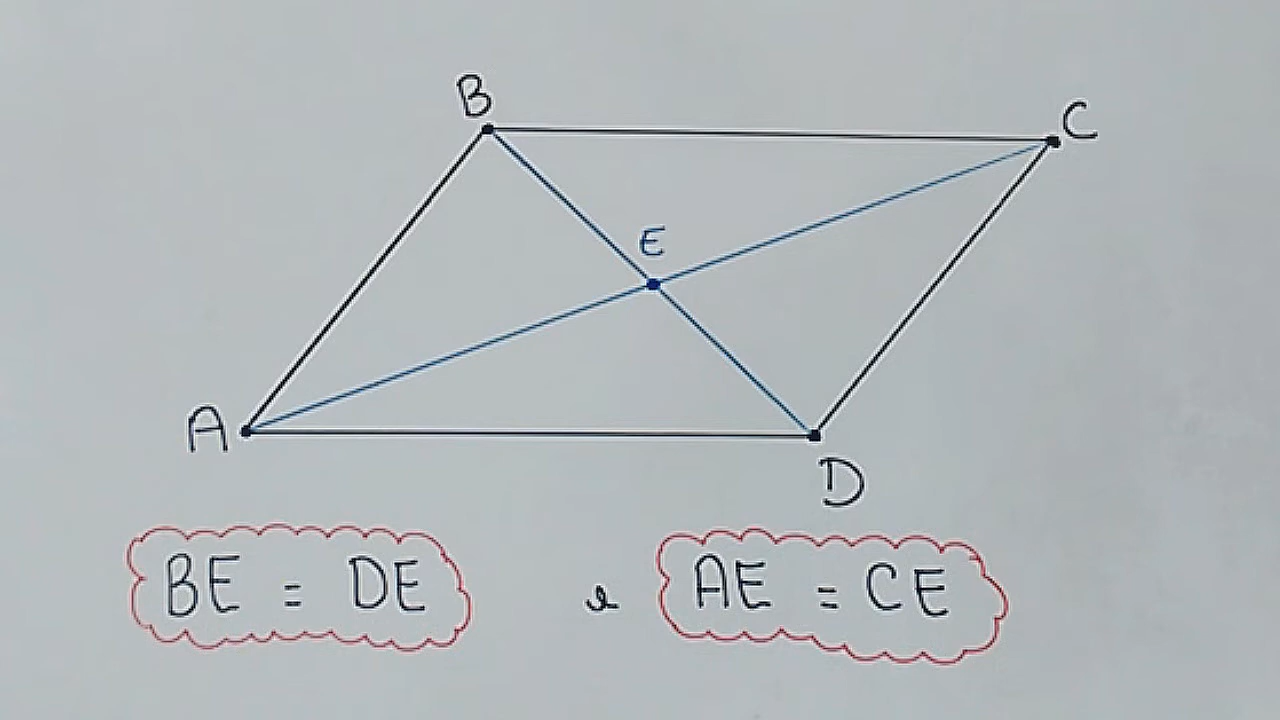 B
C
E
A
D
BE = DE e AE = CE